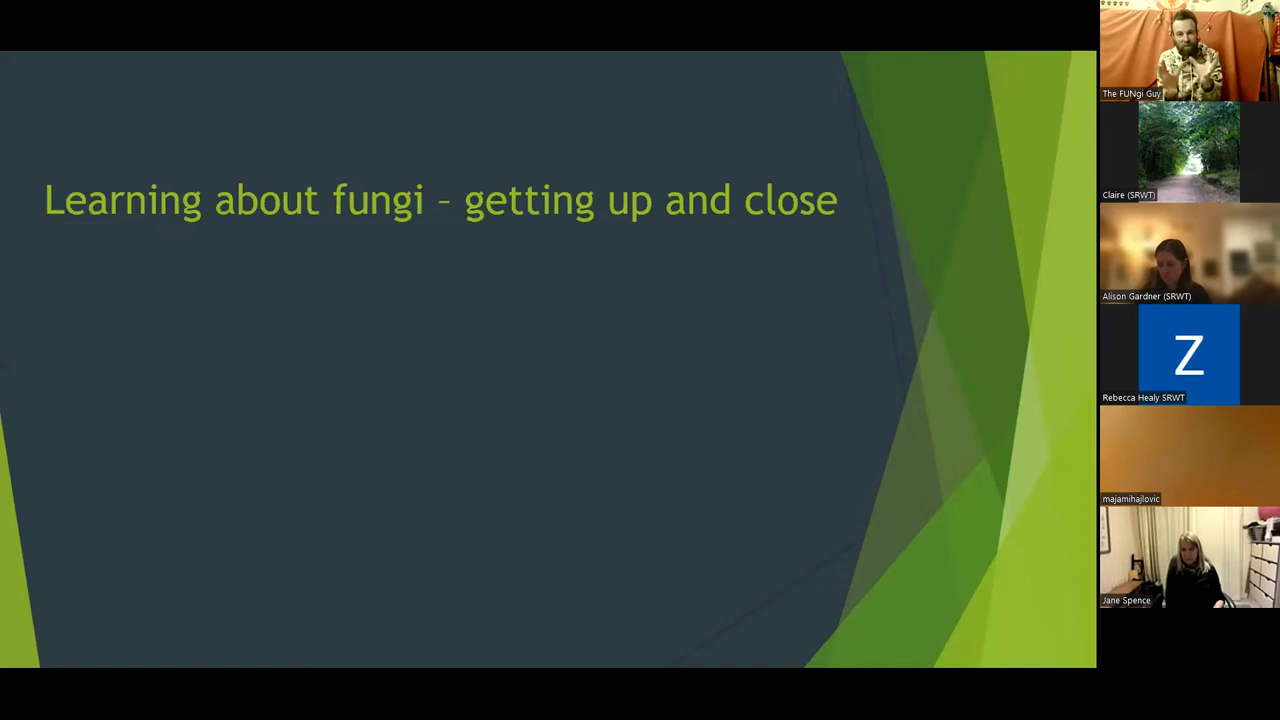 Learning about fungi – getting up and close
The FUNgi Guy
Claire (SRWT)
Alison Gardner (SRWT)
Z
Rebecca Healy SRWT
majamihajlovic
Jane Spence